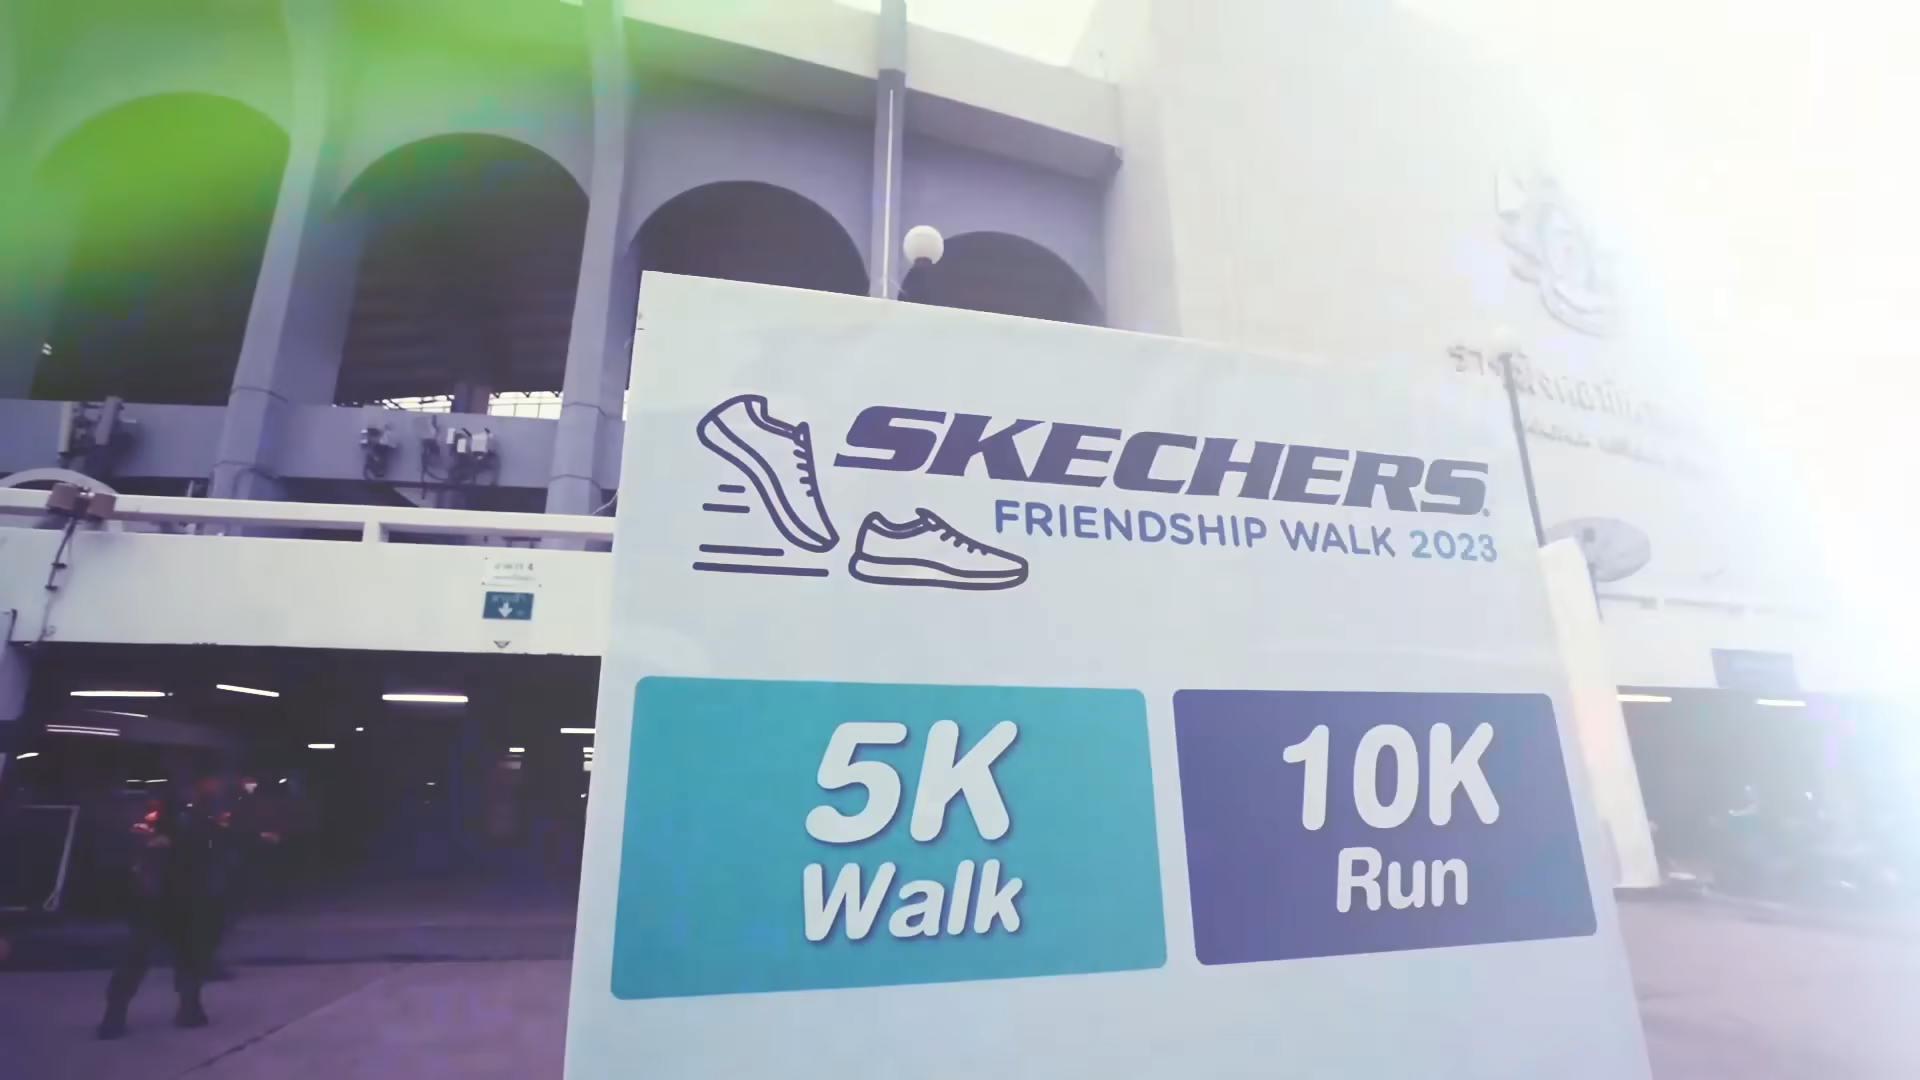 SKECHERS
FRIENDSHIP WALK 2023
5K
Walk
10K
Run